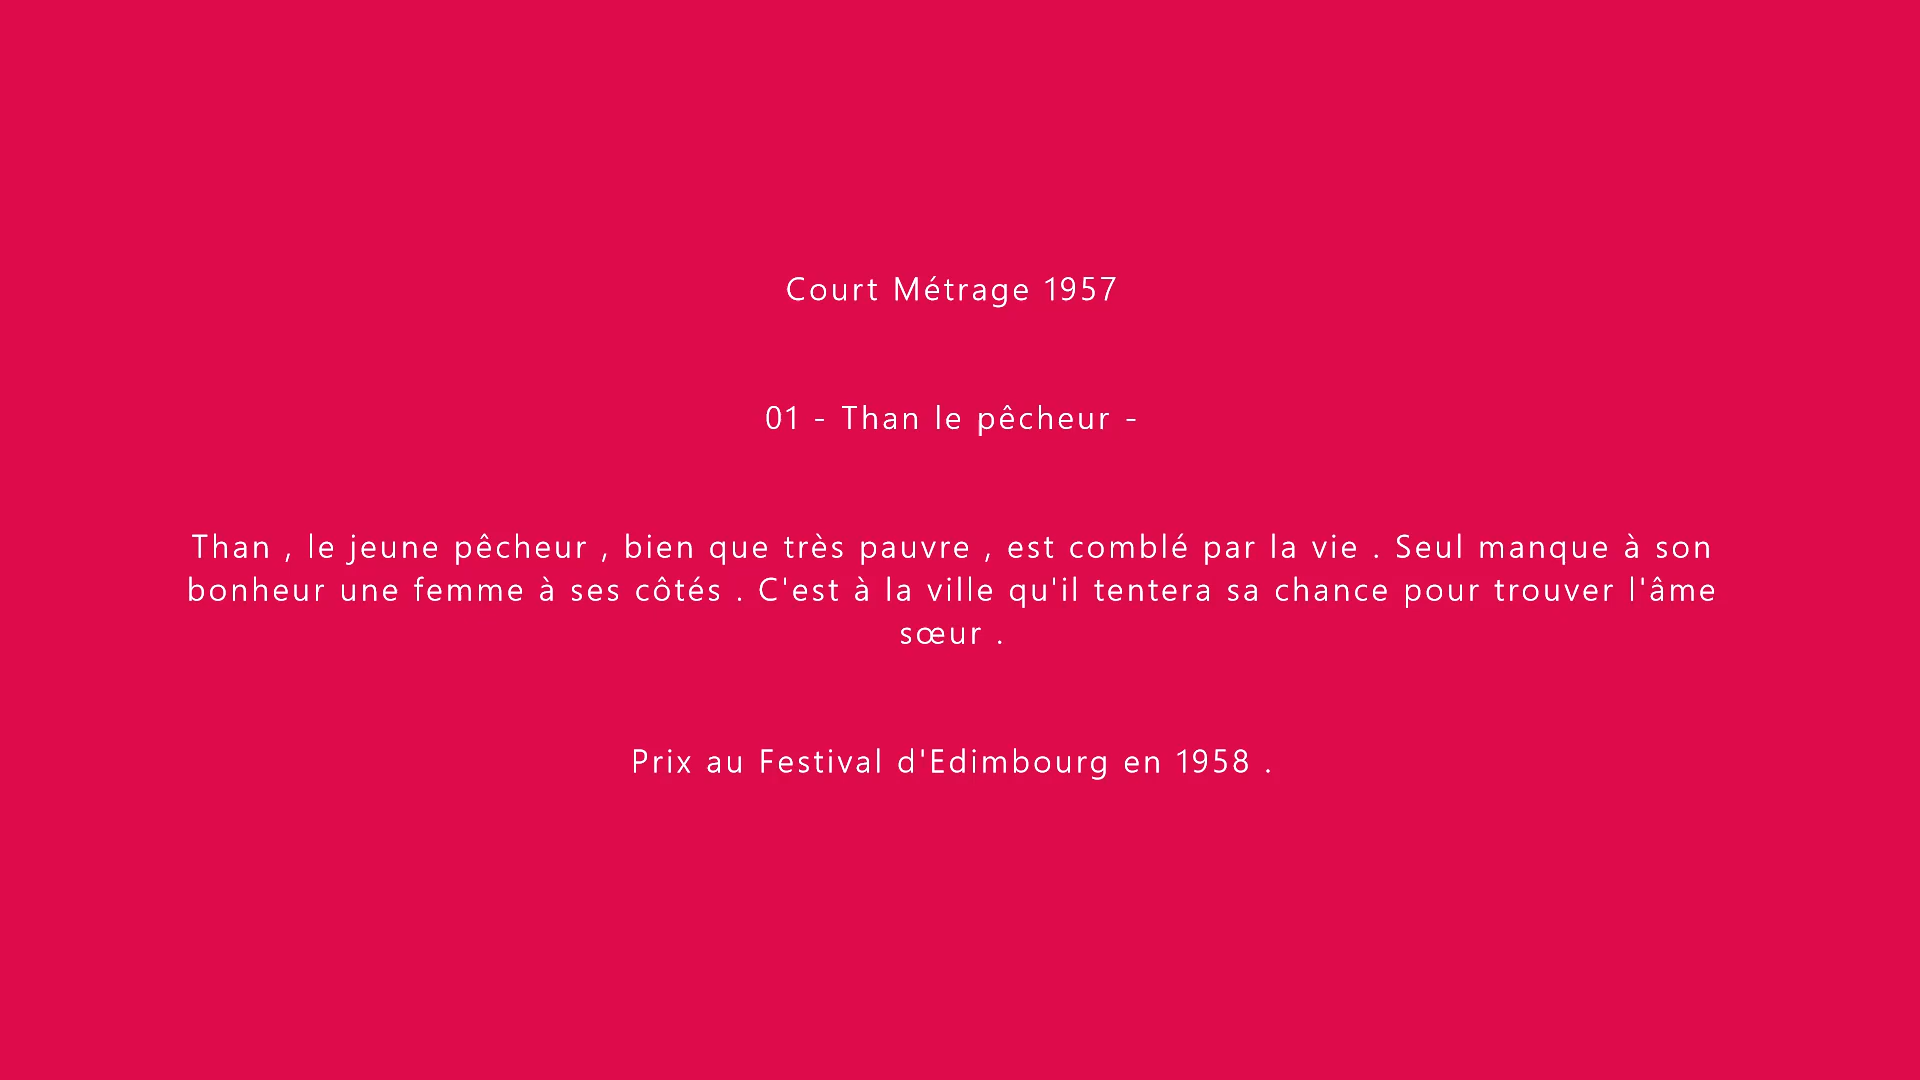 Court Métrage 1957
01 - Than le pêcheur -
Than , le jeune pêcheur , bien que très pauvre , est comblé par la vie . Seul manque à son
bonheur une femme à ses côtés . C'est à la ville qu'il tentera sa chance pour trouver l'âme
sœur .
Prix au Festival d'Edimbourg en 1958 .